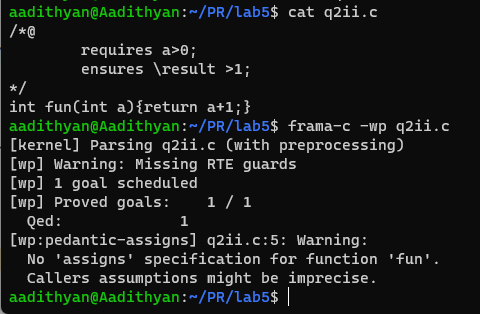 aadithyan@Aadithyan:~/PR/lab5$ cat q2ii.c
/*@
        requires a>0;
        ensures \result >1;
*/
int fun(int a){return a+1;}
aadithyan@Aadithyan:~/PR/lab5$ frama-c -wp q2ii.c
[kernel] Parsing q2ii.c (with preprocessing)
[wp] Warning: Missing RTE guards
[wp] 1 goal scheduled
[wp] Proved goals:    1 / 1
  Qed:             1
[wp:pedantic-assigns] q2ii.c:5: Warning:
  No 'assigns' specification for function 'fun'.
  Callers assumptions might be imprecise.
aadithyan@Aadithyan:~/PR/lab5$